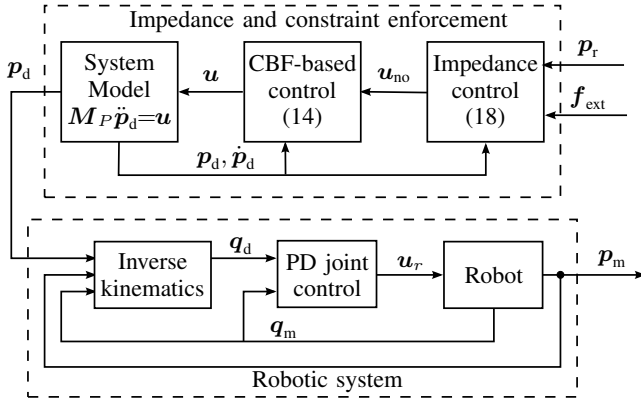 Impedance and constraint enforcement
p_d
System
Model
M_P p̈_d=u
u
CBF-based
control
(14)
u_no
Impedance
control
(18)
p_r
f_ext
p_d, ṗ_d
Inverse
kinematics
q_d
PD joint
control
u_r
Robot
p_m
q_m
Robotic system